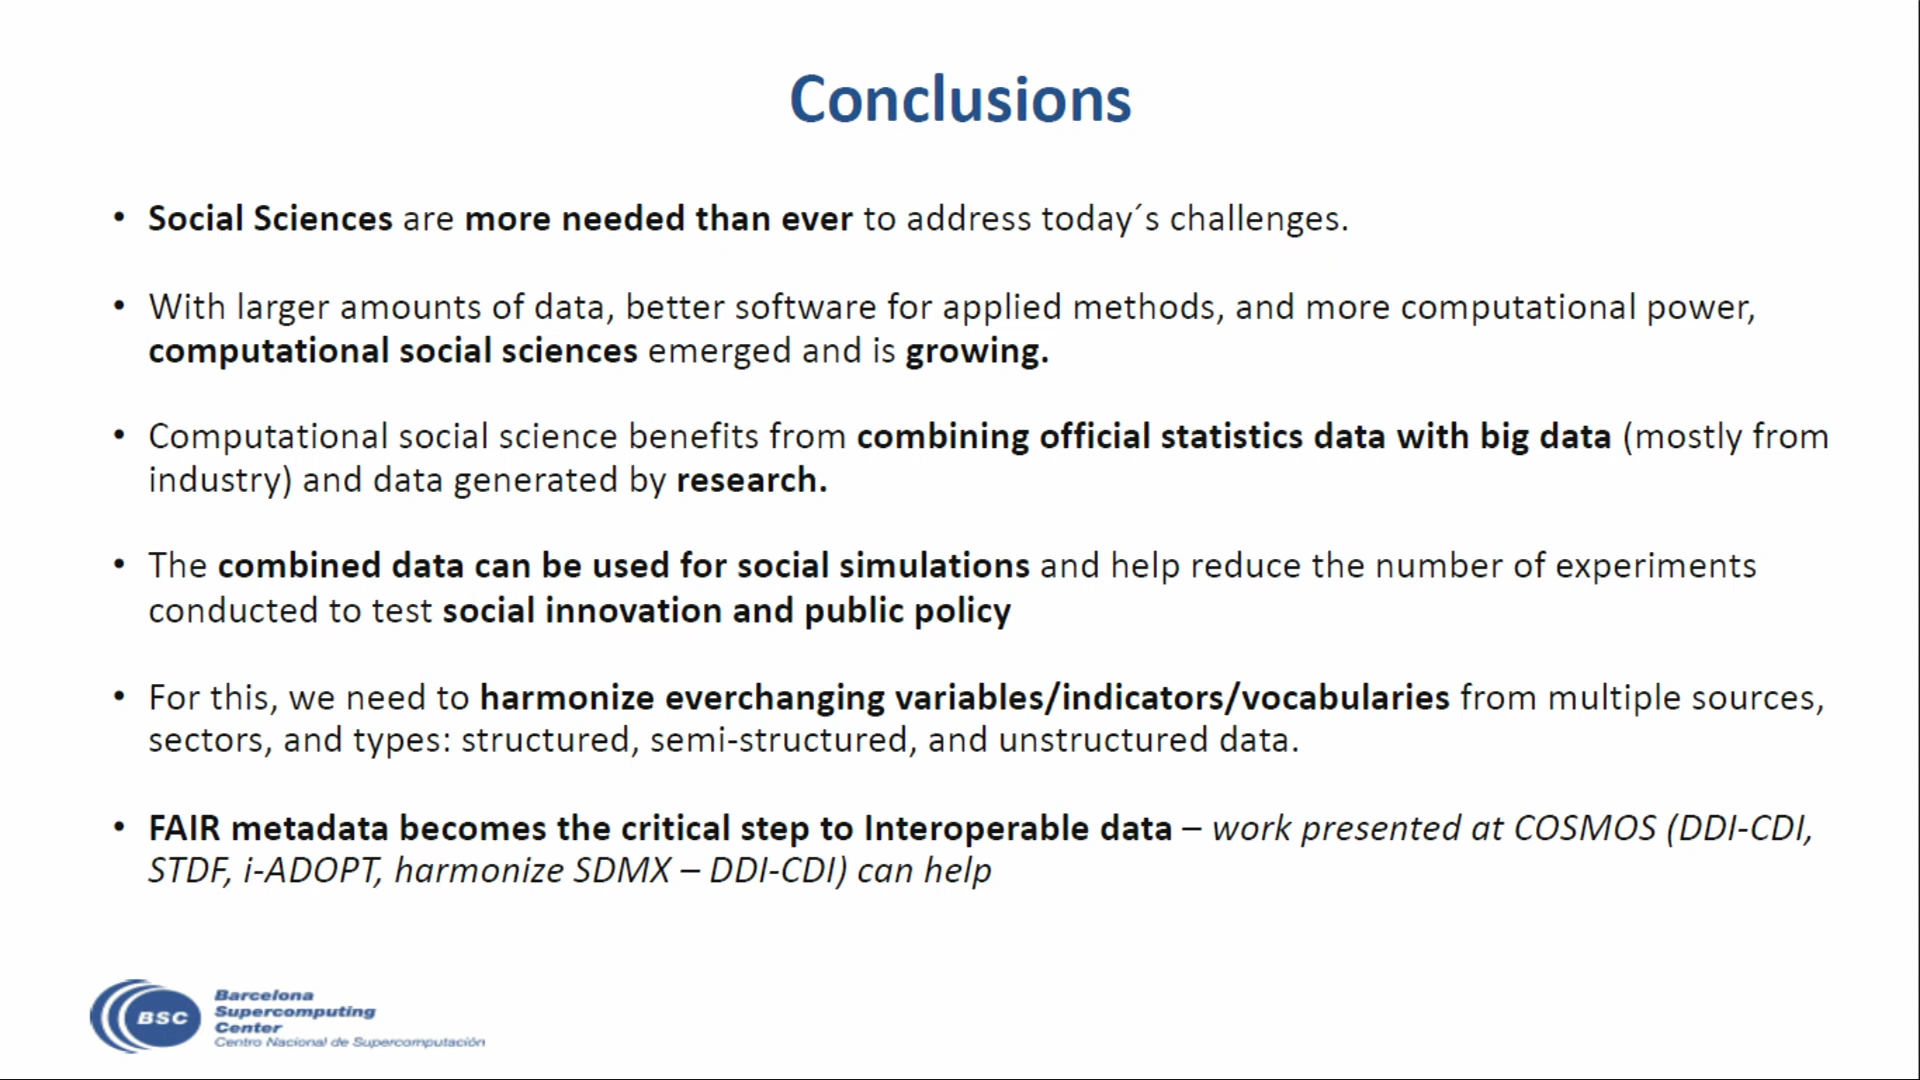 Conclusions
• Social Sciences are more needed than ever to address today´s challenges.
• With larger amounts of data, better software for applied methods, and more computational power,
computational social sciences emerged and is growing.
• Computational social science benefits from combining official statistics data with big data (mostly from
industry) and data generated by research.
• The combined data can be used for social simulations and help reduce the number of experiments
conducted to test social innovation and public policy
• For this, we need to harmonize everchanging variables/indicators/vocabularies from multiple sources,
sectors, and types: structured, semi-structured, and unstructured data.
• FAIR metadata becomes the critical step to Interoperable data – work presented at COSMOS (DDI-CDI,
STDF, i-ADOPT, harmonize SDMX – DDI-CDI) can help
BSC
Barcelona
Supercomputing
Center
Centro Nacional de Supercomputación